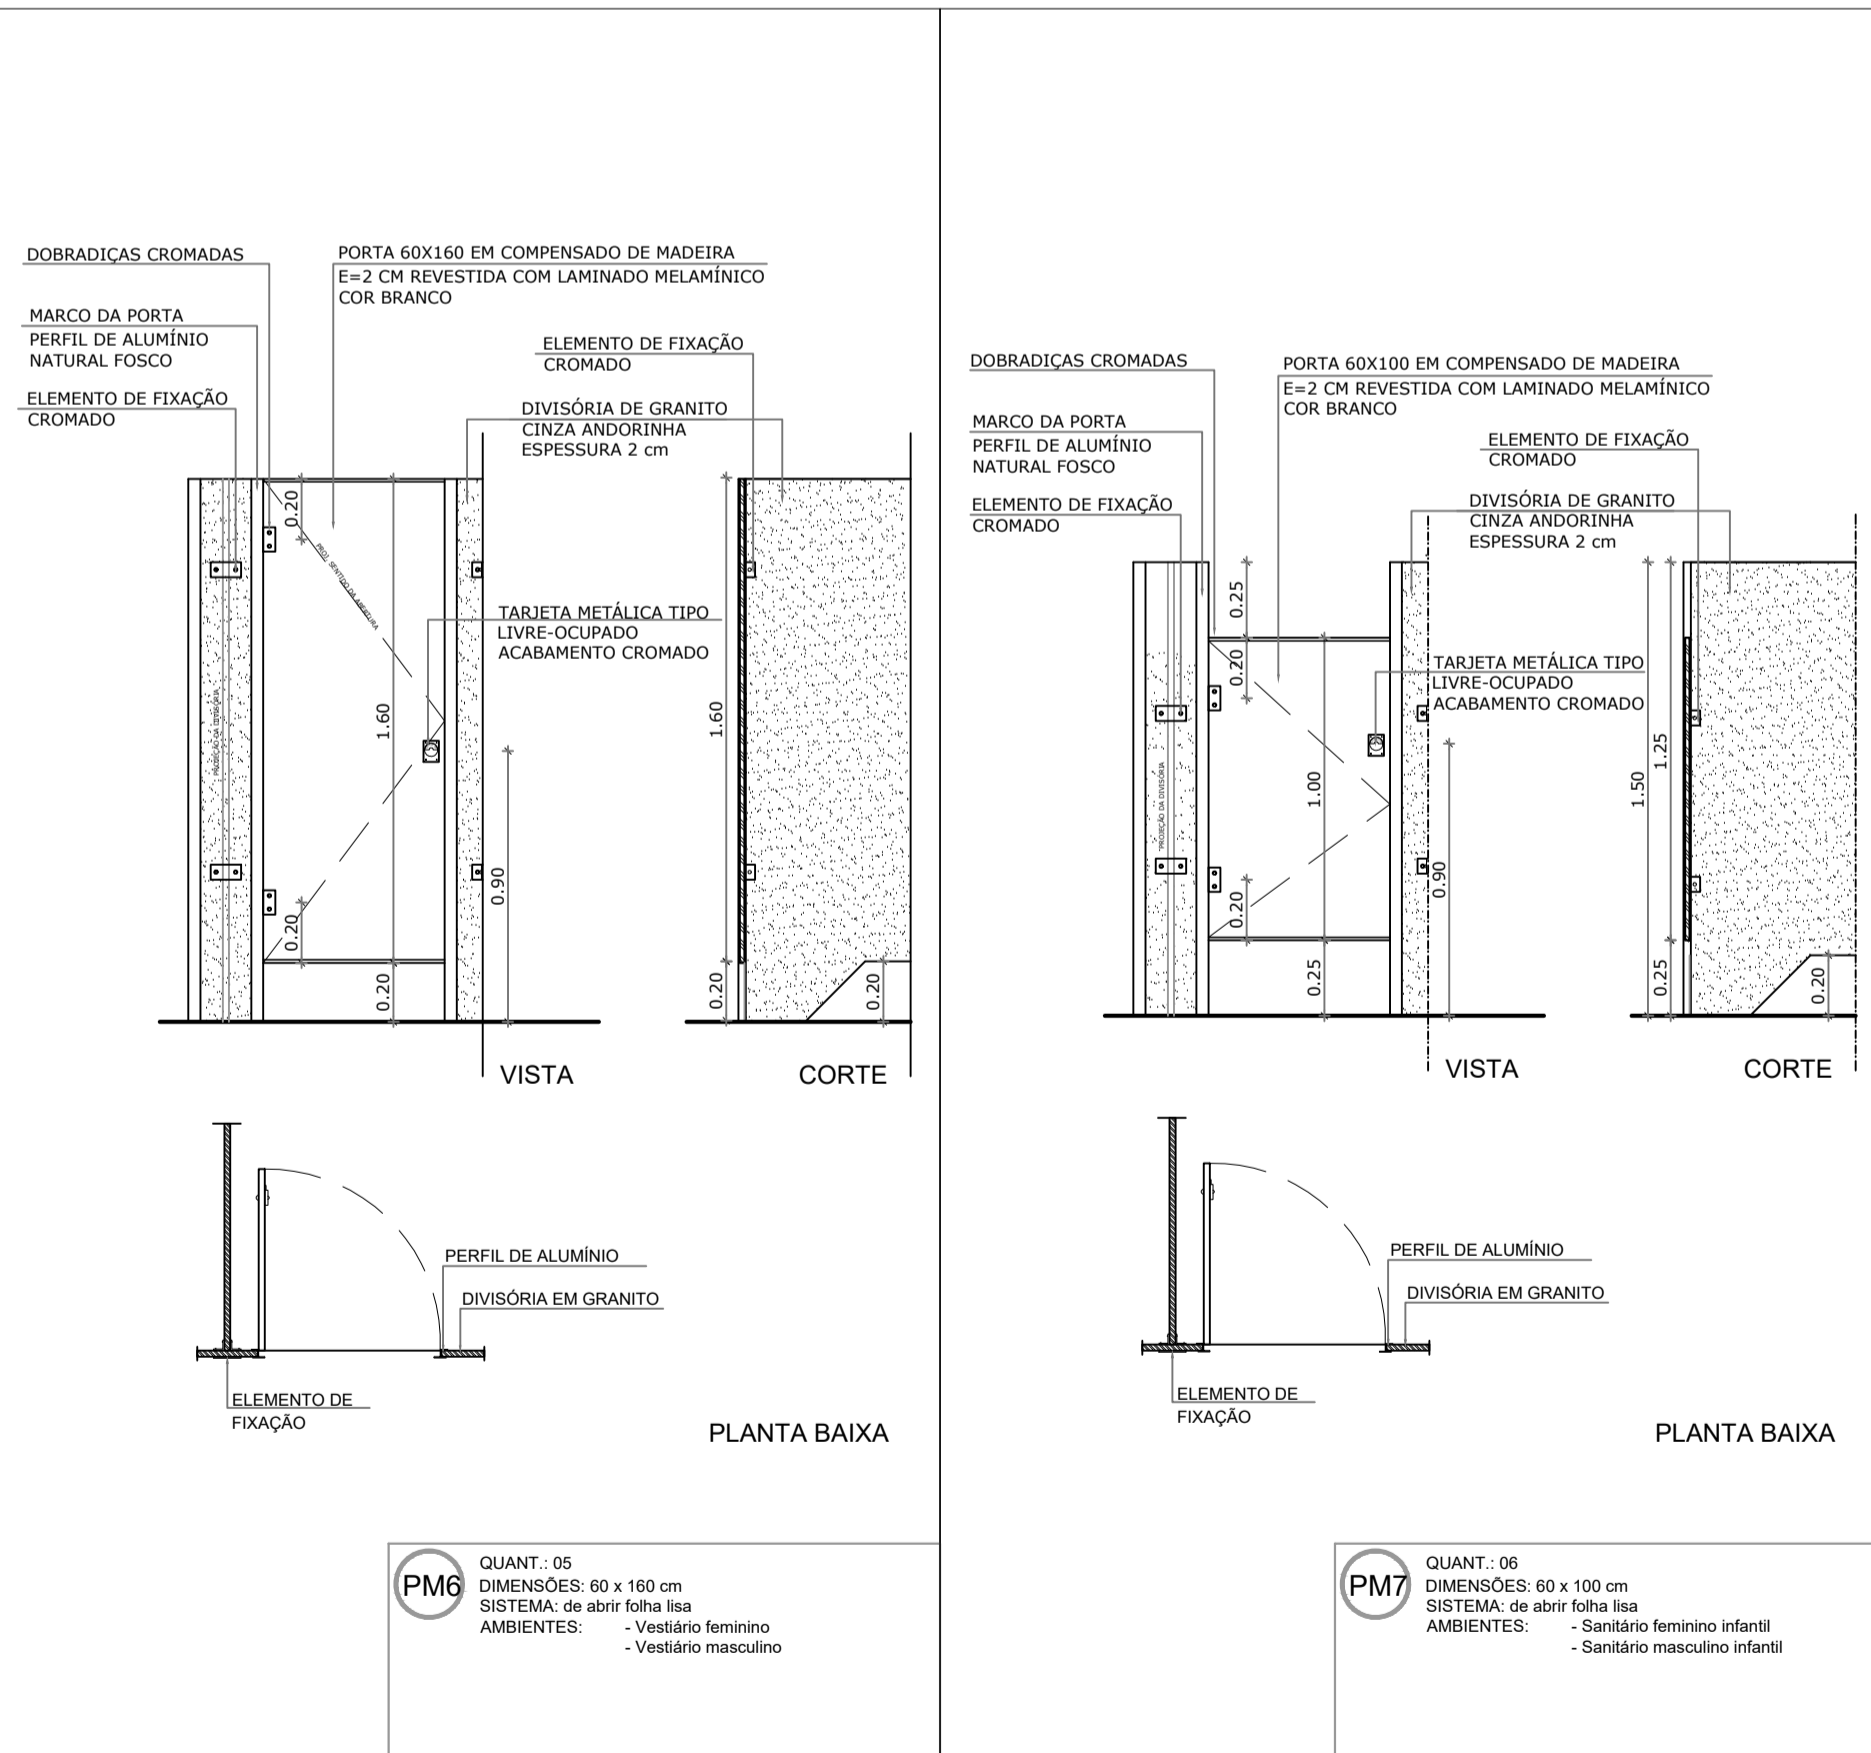 DOBRADIÇAS CROMADAS
PORTA 60X160 EM COMPENSADO DE MADEIRA
E=2 CM REVESTIDA COM LAMINADO MELAMÍNICO
COR BRANCO
MARCO DA PORTA
PERFIL DE ALUMÍNIO
NATURAL FOSCO
ELEMENTO DE FIXAÇÃO
CROMADO
ELEMENTO DE FIXAÇÃO
CROMADO
DIVISÓRIA DE GRANITO
CINZA ANDORINHA
ESPESSURA 2 cm
0.20
PROJ. SENTIDO DA ABERTURA
TARJETA METÁLICA TIPO
LIVRE-OCUPADO
ACABAMENTO CROMADO
PROJEÇÃO DA DIVISÓRIA
1.60
1.60
0.90
0.20
0.20
0.20
0.20
VISTA
CORTE
PERFIL DE ALUMÍNIO
DIVISÓRIA EM GRANITO
ELEMENTO DE
FIXAÇÃO
PLANTA BAIXA
PM6
QUANT.: 05
DIMENSÕES: 60 x 160 cm
SISTEMA: de abrir folha lisa
AMBIENTES: - Vestiário feminino
- Vestiário masculino
DOBRADIÇAS CROMADAS
PORTA 60X100 EM COMPENSADO DE MADEIRA
E=2 CM REVESTIDA COM LAMINADO MELAMÍNICO
COR BRANCO
MARCO DA PORTA
PERFIL DE ALUMÍNIO
NATURAL FOSCO
ELEMENTO DE FIXAÇÃO
CROMADO
ELEMENTO DE FIXAÇÃO
CROMADO
DIVISÓRIA DE GRANITO
CINZA ANDORINHA
ESPESSURA 2 cm
0.25
0.20
TARJETA METÁLICA TIPO
LIVRE-OCUPADO
ACABAMENTO CROMADO
PROJEÇÃO DA DIVISÓRIA
1.00
1.50
1.25
0.90
0.20
0.25
0.25
0.20
VISTA
CORTE
PERFIL DE ALUMÍNIO
DIVISÓRIA EM GRANITO
ELEMENTO DE
FIXAÇÃO
PLANTA BAIXA
PM7
QUANT.: 06
DIMENSÕES: 60 x 100 cm
SISTEMA: de abrir folha lisa
AMBIENTES: - Sanitário feminino infantil
- Sanitário masculino infantil